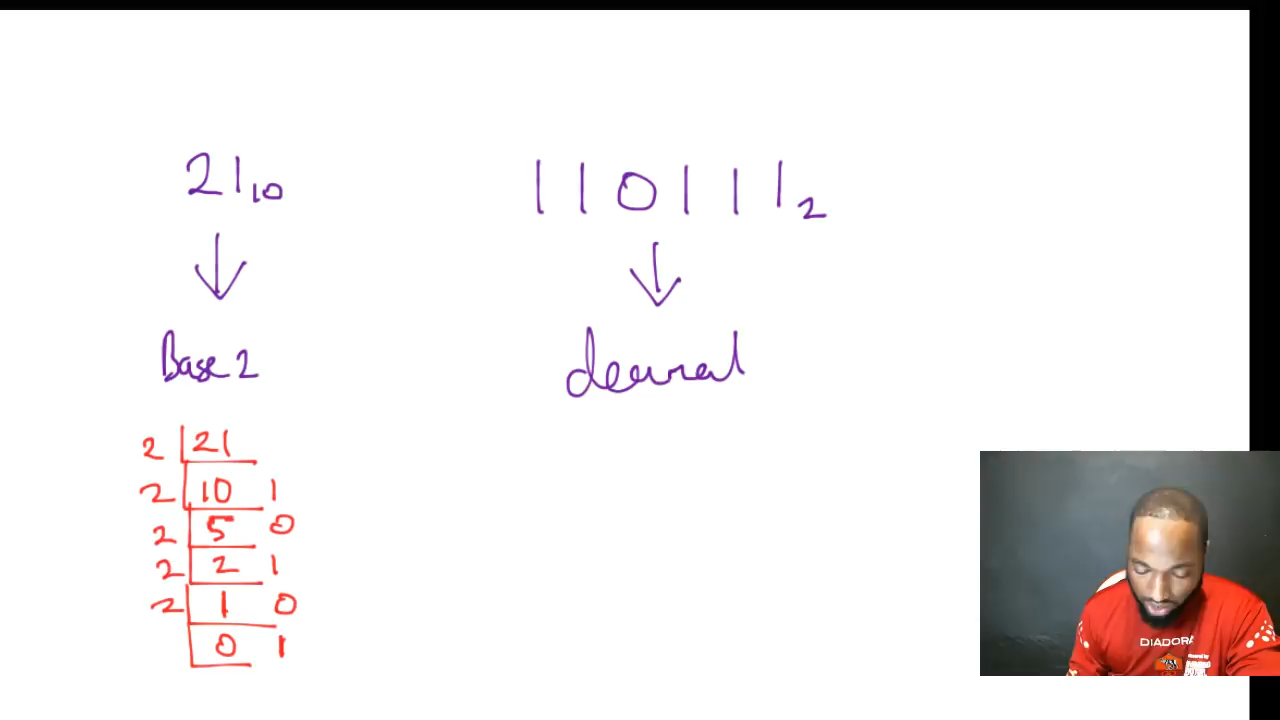 21₁₀
110111₂
Base 2
decimal
2 21
2 10 1
2 5 0
2 2 1
2 1 0
0 1
DIADORA